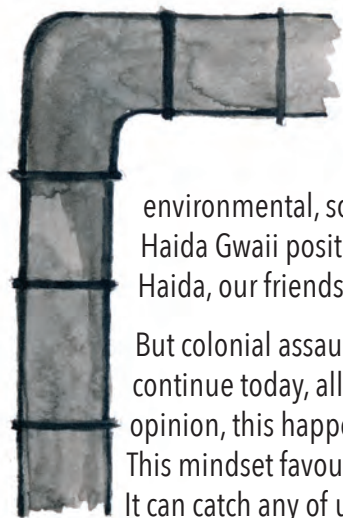 environmental, so
Haida Gwaii posit
Haida, our friends
But colonial assau
continue today, all
opinion, this happe
This mindset favou
It can catch any of u